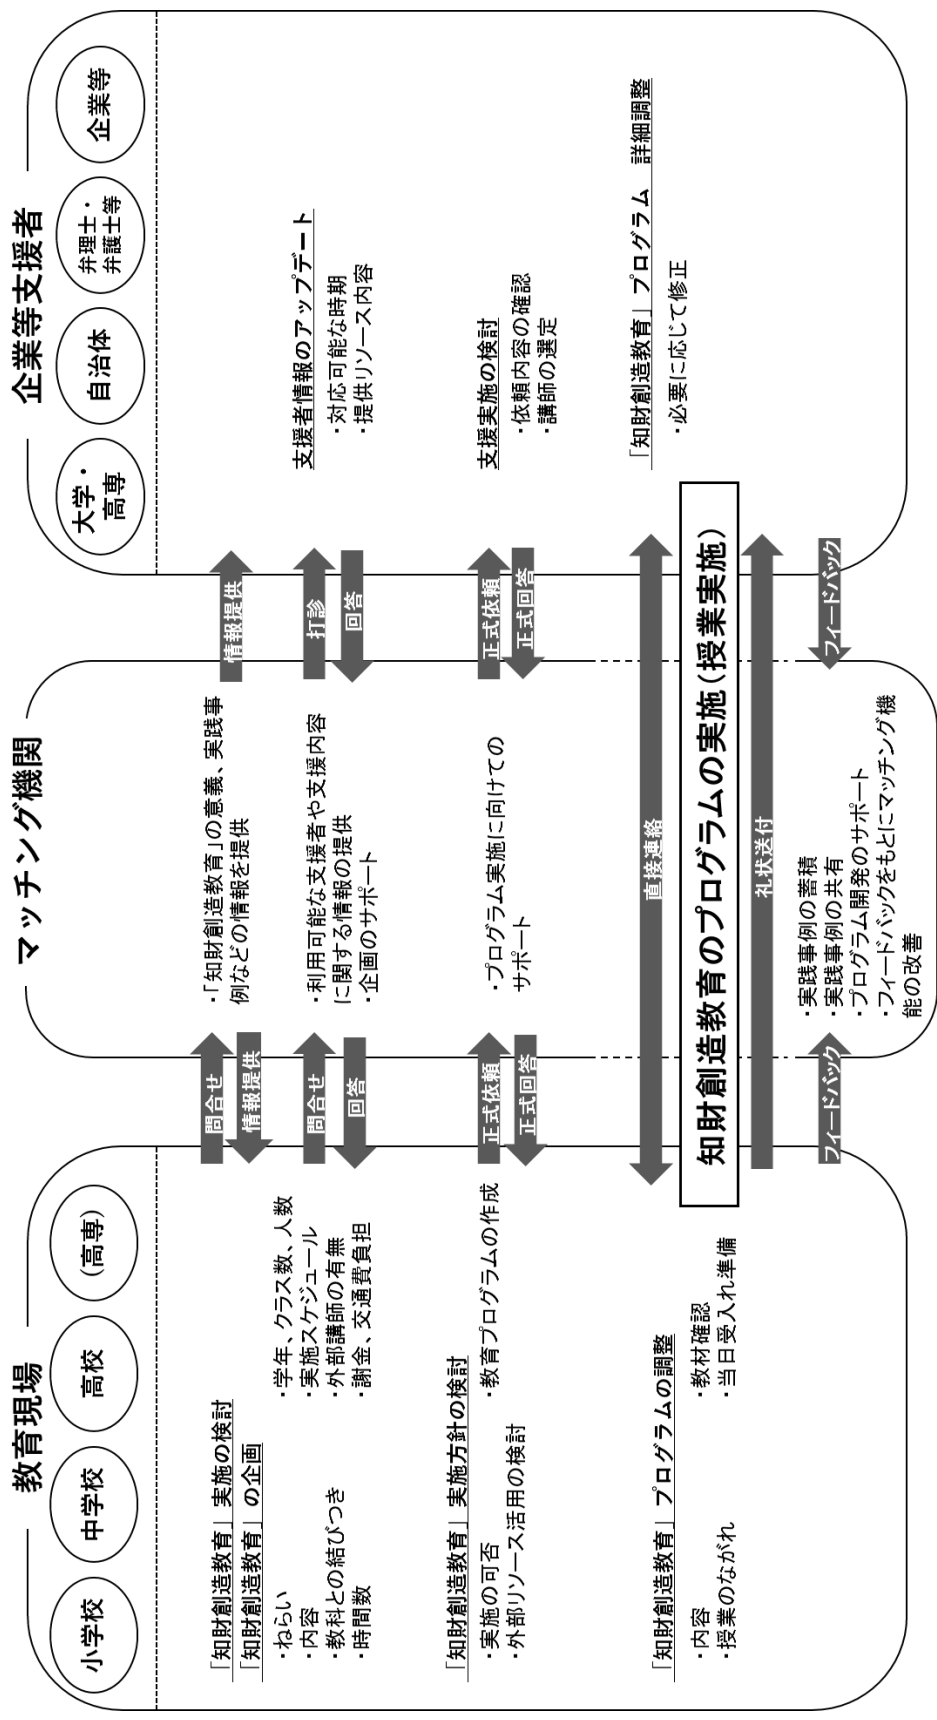 教育現場
小学校
中学校
高校
(高専)
「知財創造教育」実施の検討
「知財創造教育」の企画
・ねらい
・内容
・教科との結びつき
・時間数
・学年、クラス数、人数
・実施スケジュール
・外部講師の有無
・謝金、交通費負担
「知財創造教育」実施方針の検討
・実施の可否
・外部リソース活用の検討
・教育プログラムの作成
「知財創造教育」プログラムの調整
・内容
・授業のながれ
・教材確認
・当日受入れ準備
問合せ
情報提供
問合せ
回答
正式依頼
正式回答
フィードバック
マッチング機関
・「知財創造教育」の意義、実践事
例などの情報を提供
・利用可能な支援者や支援内容
に関する情報の提供
・企画のサポート
・プログラム実施に向けての
サポート
直接連絡
知財創造教育のプログラムの実施(授業実施)
礼状送付
・実践事例の蓄積
・実践事例の共有
・プログラム開発のサポート
・フィードバックをもとにマッチング機
能の改善
情報提供
打診
回答
正式依頼
正式回答
フィードバック
企業等支援者
大学・
高専
自治体
弁理士・
弁護士等
企業等
支援者情報のアップデート
・対応可能な時期
・提供リソース内容
支援実施の検討
・依頼内容の確認
・講師の選定
「知財創造教育」プログラム 詳細調整
・必要に応じて修正